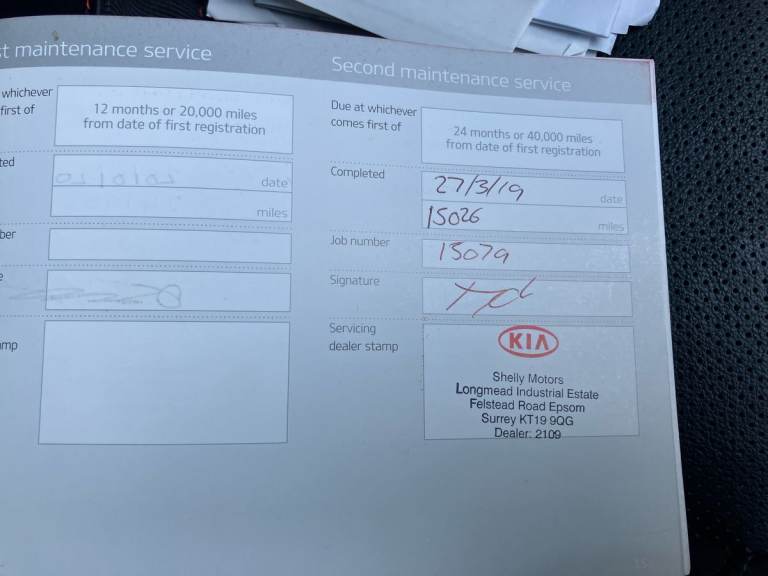 st maintenance service
whichever
first of
12 months or 20,000 miles
from date of first registration
ted
date
miles
ber
e
amp
Second maintenance service
Due at whichever
comes first of
24 months or 40,000 miles
from date of first registration
Completed
27/3/19
date
15026
miles
Job number
15079
Signature
Servicing
dealer stamp
KIA
Shelly Motors
Longmead Industrial Estate
Felstead Road Epsom
Surrey KT19 9QG
Dealer: 2109